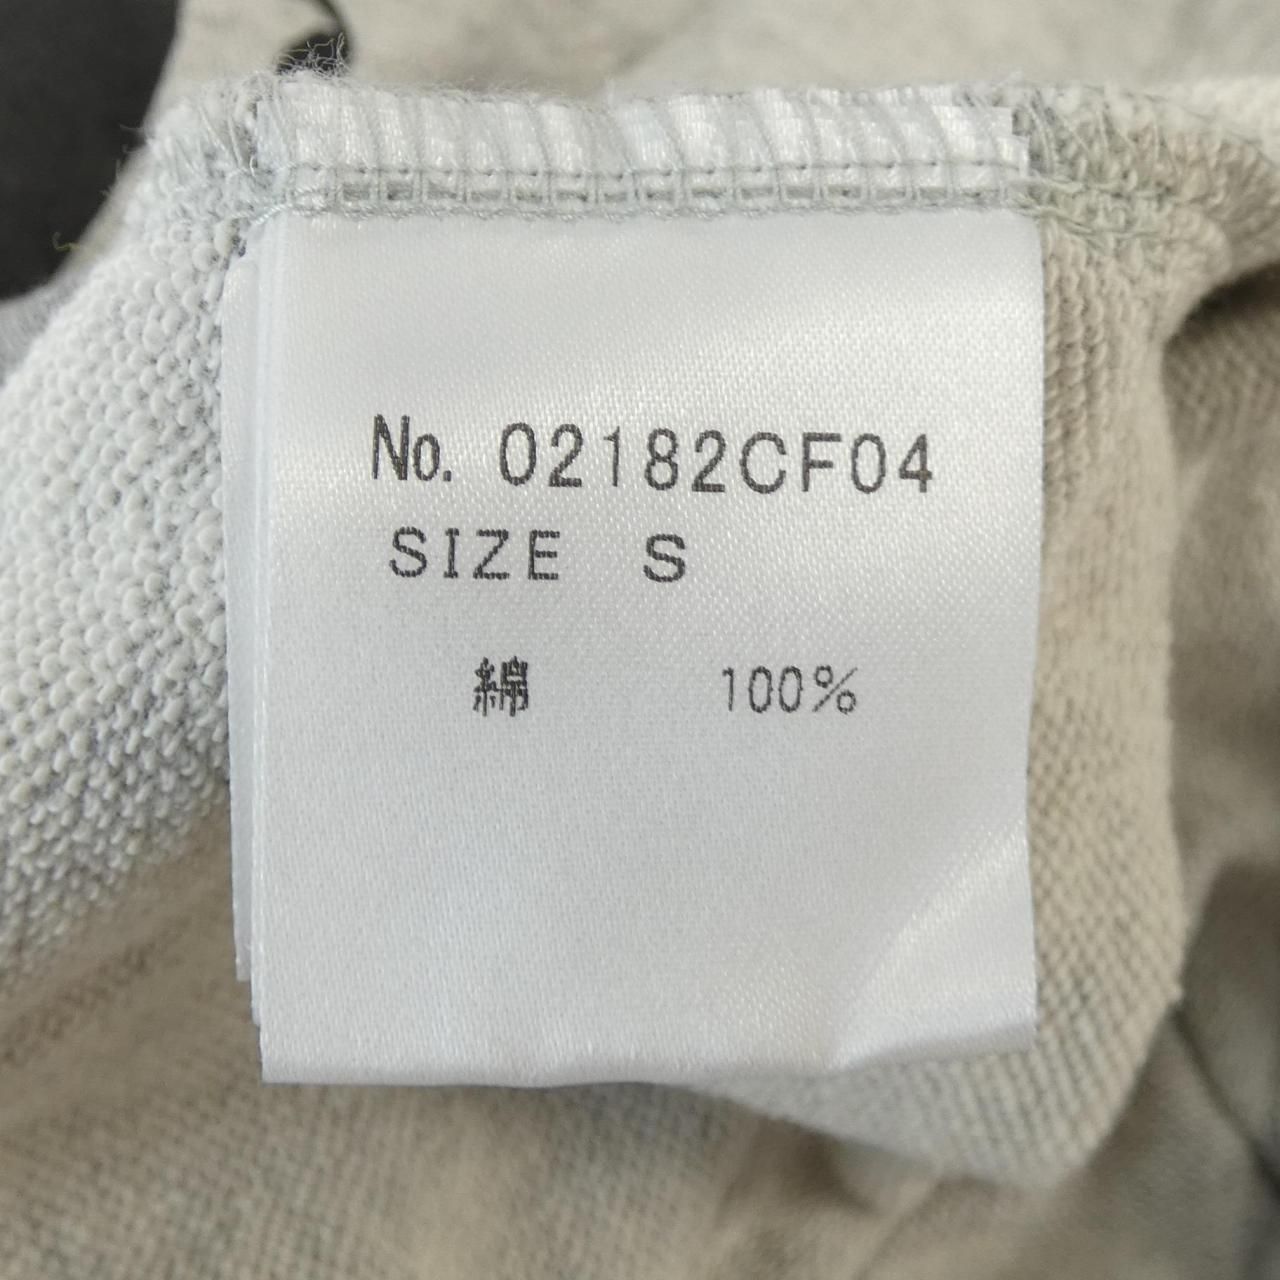 No. 02182CF04
SIZE S
綿 100%